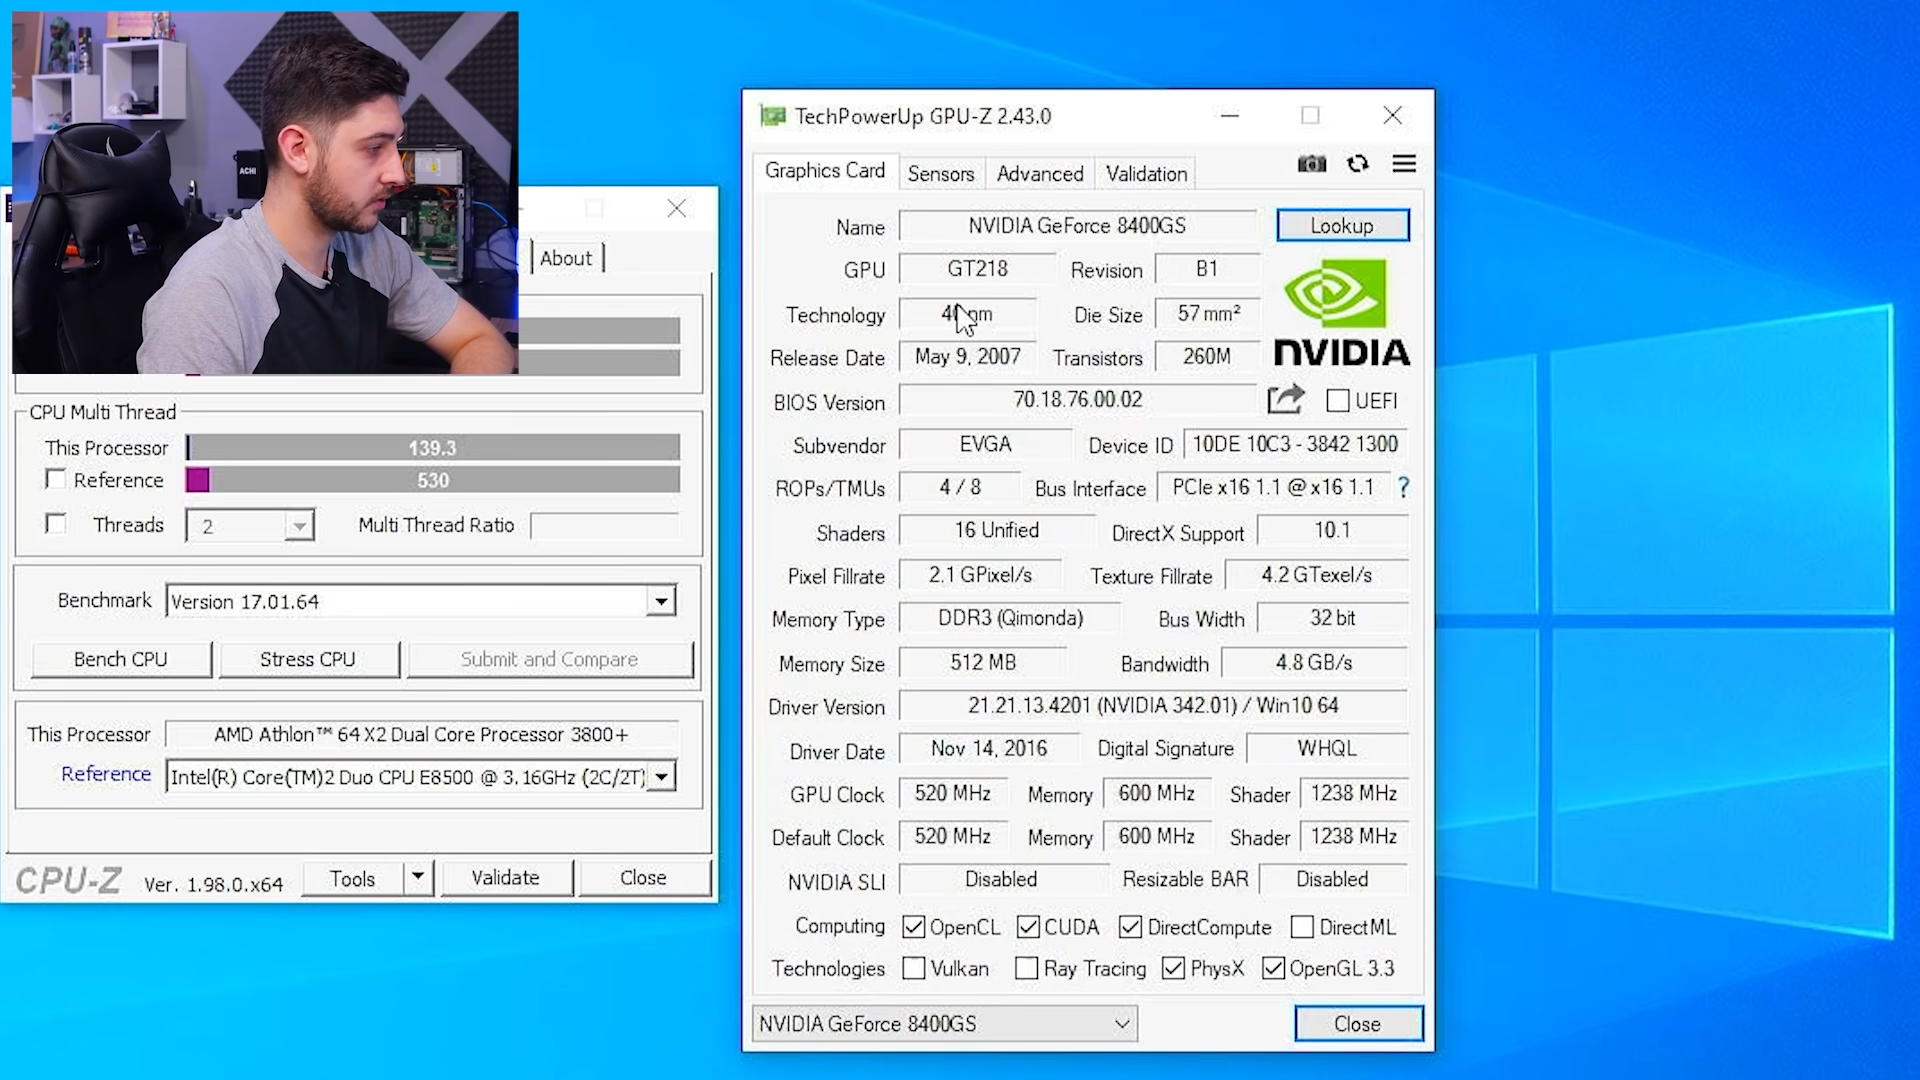 ACHI
About
CPU Multi Thread
This Processor 139.3
Reference 530
Threads 2 Multi Thread Ratio
Benchmark Version 17.01.64
Bench CPU Stress CPU Submit and Compare
This Processor AMD Athlon™ 64 X2 Dual Core Processor 3800+
Reference Intel(R) Core(TM)2 Duo CPU E8500 @ 3.16GHz (2C/2T)
CPU-Z Ver. 1.98.0.x64 Tools Validate Close
TechPowerUp GPU-Z 2.43.0
Graphics Card Sensors Advanced Validation
Name NVIDIA GeForce 8400GS Lookup
GPU GT218 Revision B1
Technology 40 nm Die Size 57 mm²
Release Date May 9, 2007 Transistors 260M
NVIDIA
BIOS Version 70.18.76.00.02 UEFI
Subvendor EVGA Device ID 10DE 10C3 - 3842 1300
ROPs/TMUs 4 / 8 Bus Interface PCIe x16 1.1 @ x16 1.1 ?
Shaders 16 Unified DirectX Support 10.1
Pixel Fillrate 2.1 GPixel/s Texture Fillrate 4.2 GTexel/s
Memory Type DDR3 (Qimonda) Bus Width 32 bit
Memory Size 512 MB Bandwidth 4.8 GB/s
Driver Version 21.21.13.4201 (NVIDIA 342.01) / Win10 64
Driver Date Nov 14, 2016 Digital Signature WHQL
GPU Clock 520 MHz Memory 600 MHz Shader 1238 MHz
Default Clock 520 MHz Memory 600 MHz Shader 1238 MHz
NVIDIA SLI Disabled Resizable BAR Disabled
Computing OpenCL CUDA DirectCompute DirectML
Technologies Vulkan Ray Tracing PhysX OpenGL 3.3
NVIDIA GeForce 8400GS Close